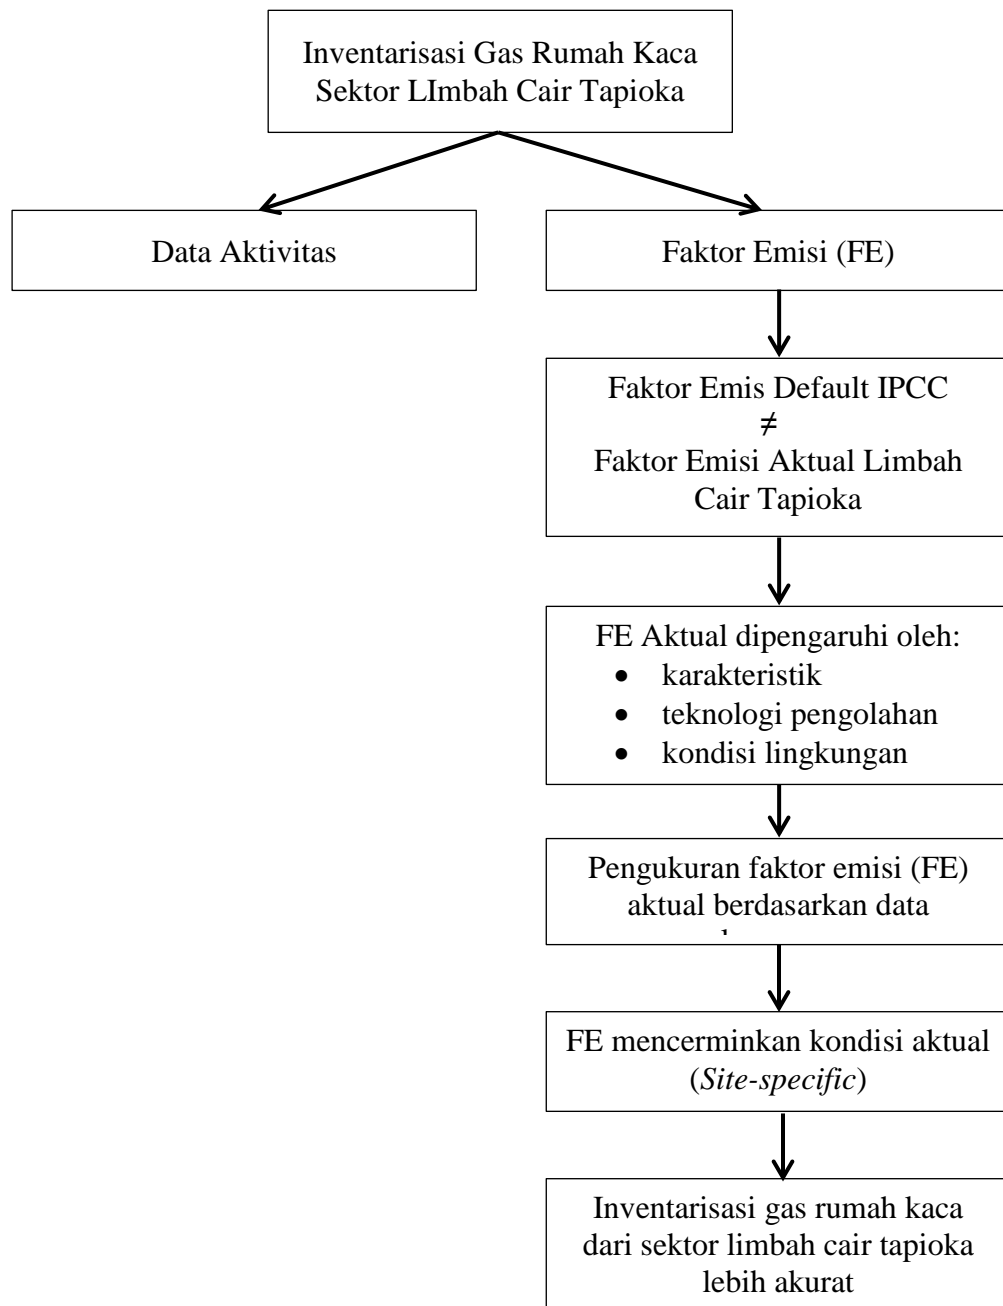 Inventarisasi Gas Rumah Kaca
Sektor LImbah Cair Tapioka
Data Aktivitas
Faktor Emisi (FE)
Faktor Emis Default IPCC
≠
Faktor Emisi Aktual Limbah
Cair Tapioka
FE Aktual dipengaruhi oleh:
• karakteristik
• teknologi pengolahan
• kondisi lingkungan
Pengukuran faktor emisi (FE)
aktual berdasarkan data
FE mencerminkan kondisi aktual
(Site-specific)
Inventarisasi gas rumah kaca
dari sektor limbah cair tapioka
lebih akurat